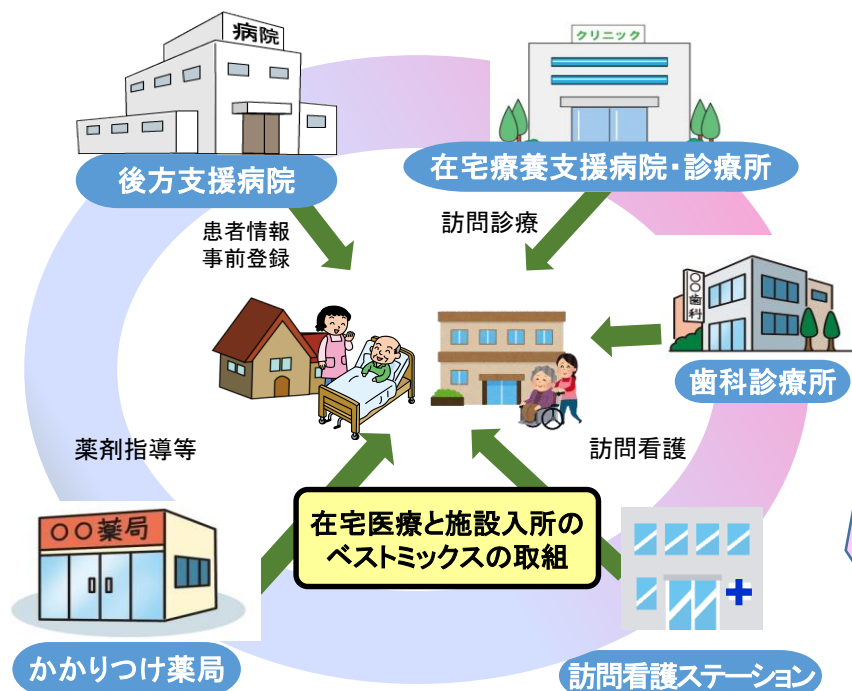 病院
クリニック
後方支援病院
在宅療養支援病院・診療所
患者情報
事前登録
訪問診療
〇〇歯科
歯科診療所
薬剤指導等
訪問看護
在宅医療と施設入所の
ベストミックスの取組
〇〇薬局
かかりつけ薬局
訪問看護ステーション